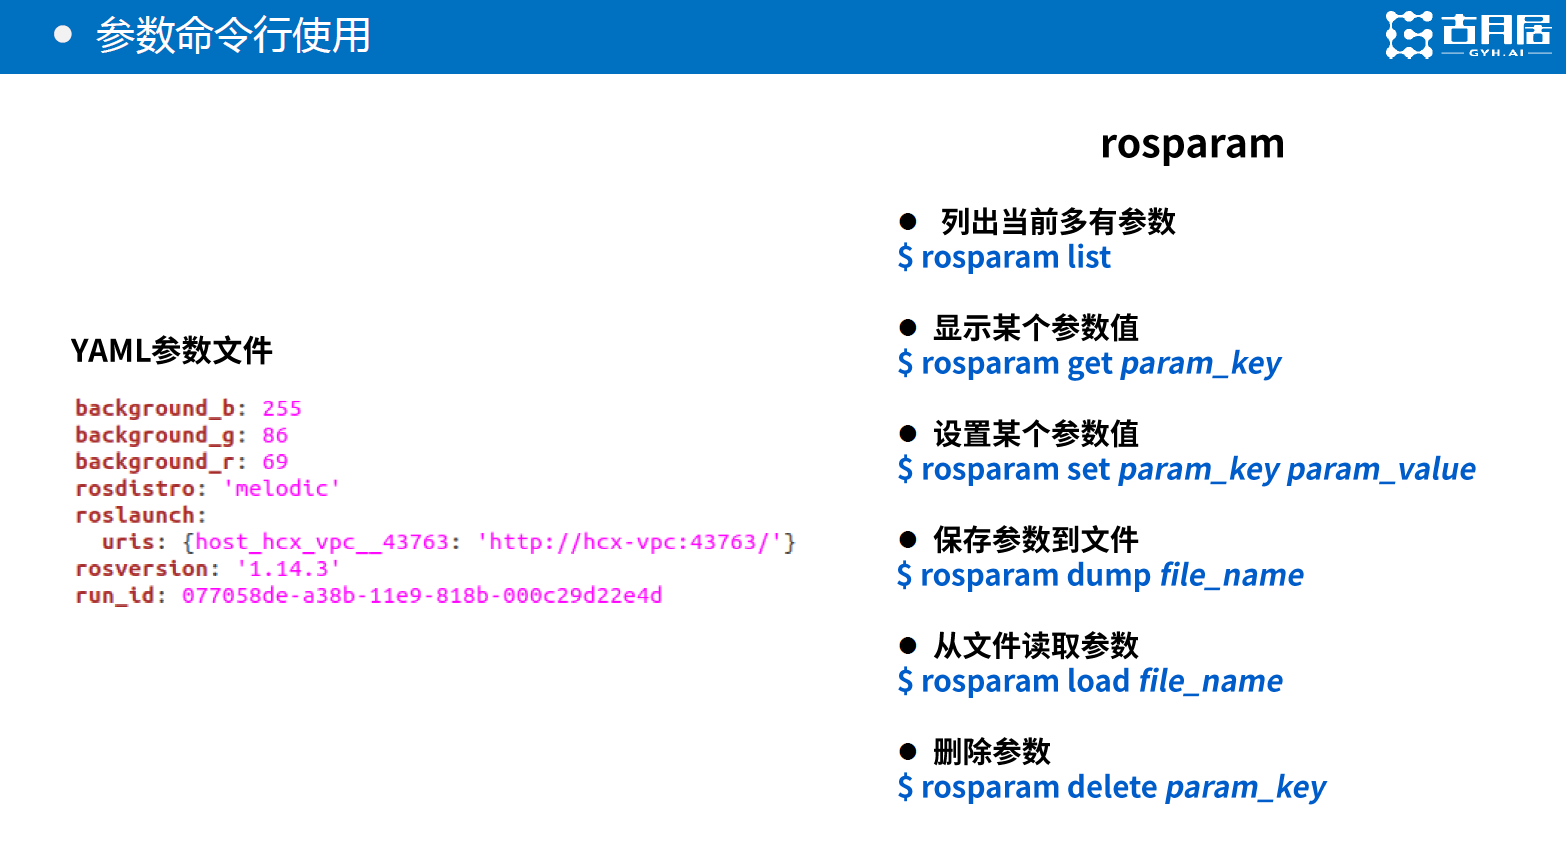 参数命令行使用
古月居
GYH.AI
YAML参数文件
background_b: 255
background_g: 86
background_r: 69
rosdistro: 'melodic'
roslaunch:
uris: {host_hcx_vpc__43763: 'http://hcx-vpc:43763/'}
rosversion: '1.14.3'
run_id: 077058de-a38b-11e9-818b-000c29d22e4d
rosparam
● 列出当前多有参数
$ rosparam list
● 显示某个参数值
$ rosparam get param_key
● 设置某个参数值
$ rosparam set param_key param_value
● 保存参数到文件
$ rosparam dump file_name
● 从文件读取参数
$ rosparam load file_name
● 删除参数
$ rosparam delete param_key